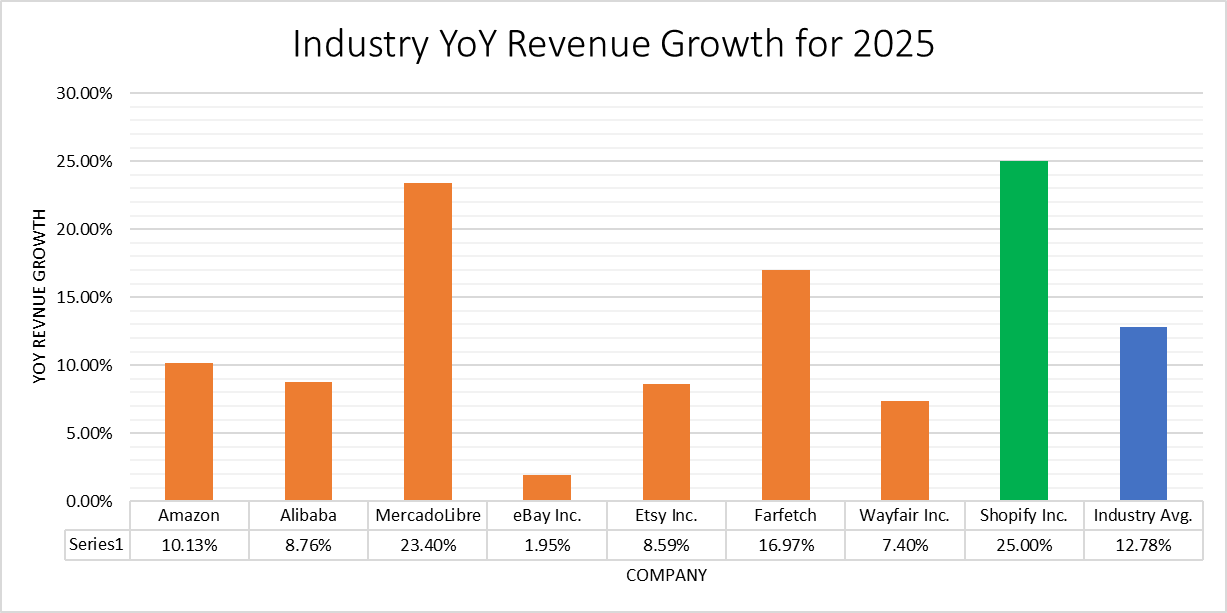 Industry YoY Revenue Growth for 2025
30.00%
25.00%
20.00%
15.00%
10.00%
5.00%
0.00%
YOY REVNUE GROWTH
Amazon Alibaba MercadoLibre eBay Inc. Etsy Inc. Farfetch Wayfair Inc. Shopify Inc. Industry Avg.
Series1 10.13% 8.76% 23.40% 1.95% 8.59% 16.97% 7.40% 25.00% 12.78%
COMPANY